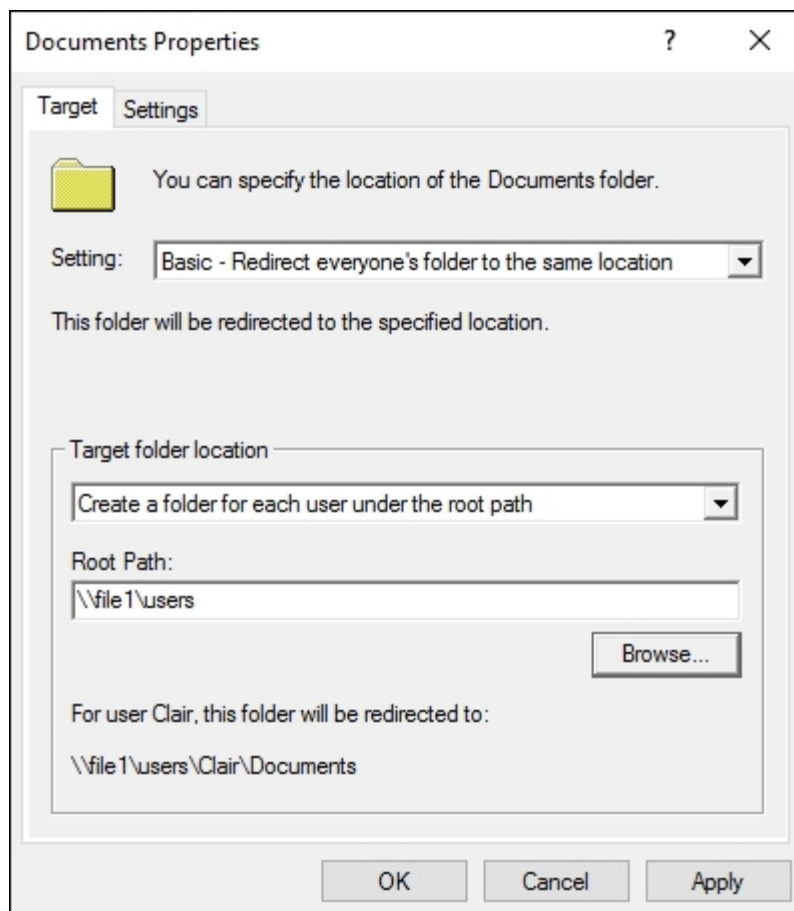 Documents Properties ? X
Target Settings
You can specify the location of the Documents folder.
Setting: Basic - Redirect everyone's folder to the same location
This folder will be redirected to the specified location.
Target folder location
Create a folder for each user under the root path
Root Path:
\\file1\users
Browse...
For user Clair, this folder will be redirected to:
\\file1\users\Clair\Documents
OK Cancel Apply